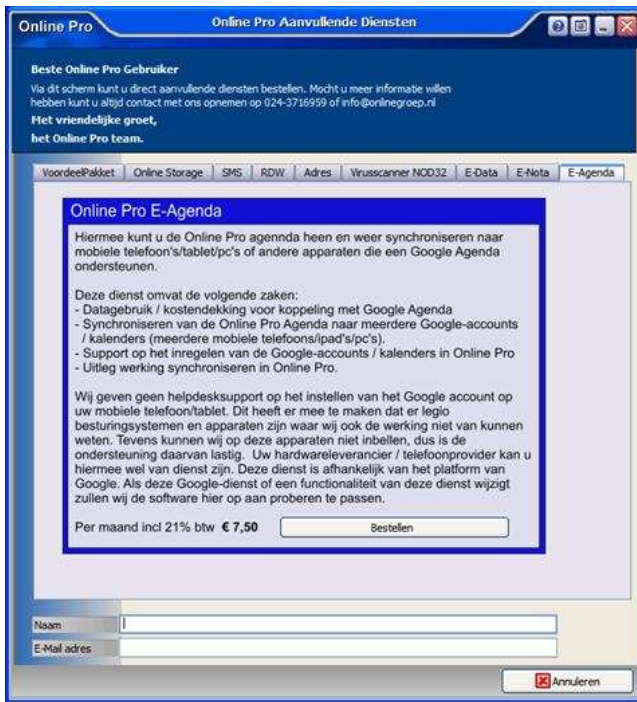 Online Pro
Online Pro Aanvullende Diensten
Beste Online Pro Gebruiker
Via dit scherm kunt u direct aanvullende diensten bestellen. Mocht u meer informatie willen
hebben kunt u altijd contact met ons opnemen op 024-3716959 of info@onlinegroep.nl
Met vriendelijke groet,
het Online Pro team.
VoordeelPakket Online Storage SMS RDW Adres Virusscanner NOD32 E-Data E-Nota E-Agenda
Online Pro E-Agenda
Hiermee kunt u de Online Pro agennda heen en weer synchroniseren naar
mobiele telefoon's/tablet/pc's of andere apparaten die een Google Agenda
ondersteunen.
Deze dienst omvat de volgende zaken:
- Datagebruik / kostendekking voor koppeling met Google Agenda
- Synchroniseren van de Online Pro Agenda naar meerdere Google-accounts
/ kalenders (meerdere mobiele telefoons/ipad's/pc's).
- Support op het inregelen van de Google-accounts / kalenders in Online Pro
- Uitleg werking synchroniseren in Online Pro.
Wij geven geen helpdesksupport op het instellen van het Google account op
uw mobiele telefoon/tablet. Dit heeft er mee te maken dat er legio
besturingsystemen en apparaten zijn waar wij ook de werking niet van kunnen
weten. Tevens kunnen wij op deze apparaten niet inbellen, dus is de
ondersteuning daarvan lastig. Uw hardwareleverancier / telefoonprovider kan u
hiermee wel van dienst zijn. Deze dienst is afhankelijk van het platform van
Google. Als deze Google-dienst of een functionaliteit van deze dienst wijzigt
zullen wij de software hier op aan proberen te passen.
Per maand incl 21% btw € 7,50 Bestellen
Naam
E-Mail adres
Annuleren